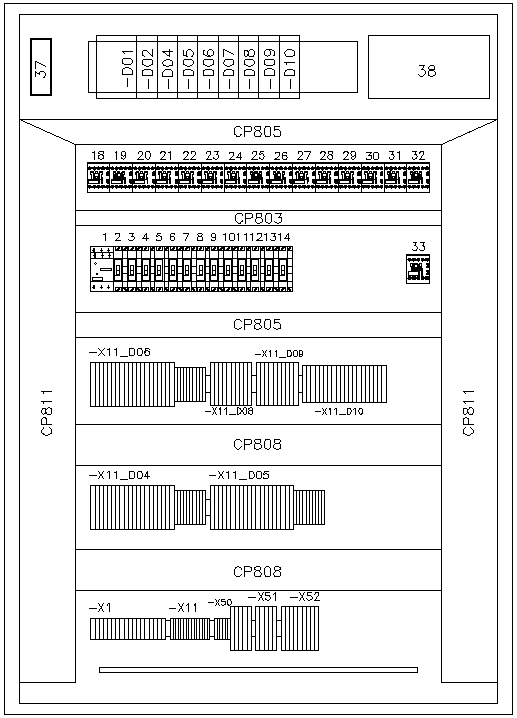 37
-D01 -D02 -D04 -D05 -D06 -D07 -D08 -D09 -D10
38
CP805
18 19 20 21 22 23 24 25 26 27 28 29 30 31 32
CP803
1 2 3 4 5 6 7 8 9 10 11 12 13 14
33
CP805
-X11_D06
-X11_D09
-X11_D08
-X11_D10
CP811
CP811
CP808
-X11_D04
-X11_D05
CP808
-X1
-X11
-X50
-X51
-X52